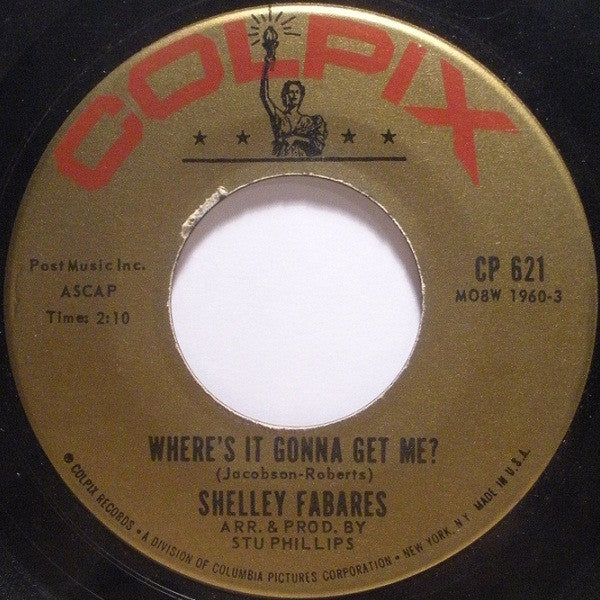 COLPIX
★ ★ ★ ★
Post Music Inc.
ASCAP
Time: 2:10
CP 621
MO8W 1960-3
WHERE'S IT GONNA GET ME?
(Jacobson-Roberts)
SHELLEY FABARES
ARR. & PROD. BY
STU PHILLIPS
® COLPIX RECORDS • A DIVISION OF COLUMBIA PICTURES CORPORATION • NEW YORK, N.Y. MADE IN U.S.A.